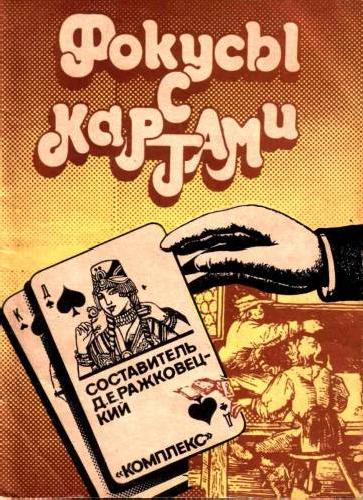 Фокусы
с
картами
К
Д
СОСТАВИТЕЛЬ
Д.Е.РАЖКОВЕЦ-
КИЙ
«КОМПЛЕКС»